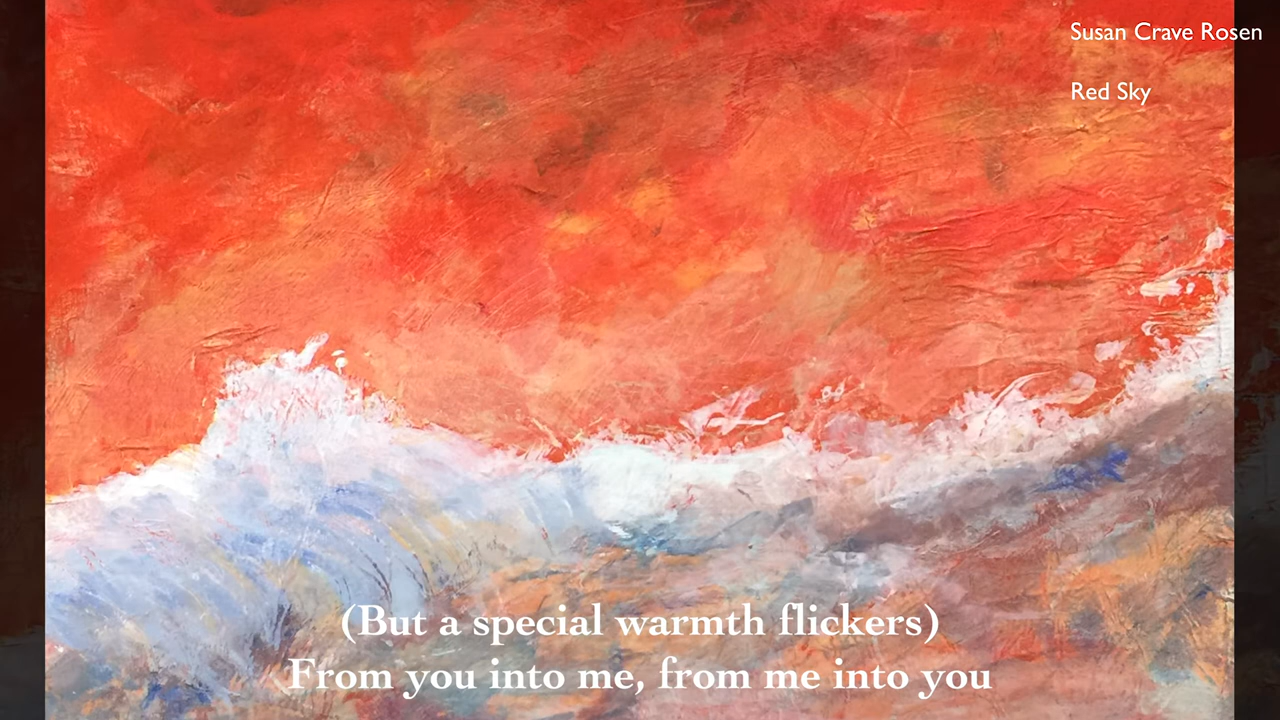 Susan Crave Rosen
Red Sky
(But a special warmth flickers)
From you into me, from me into you